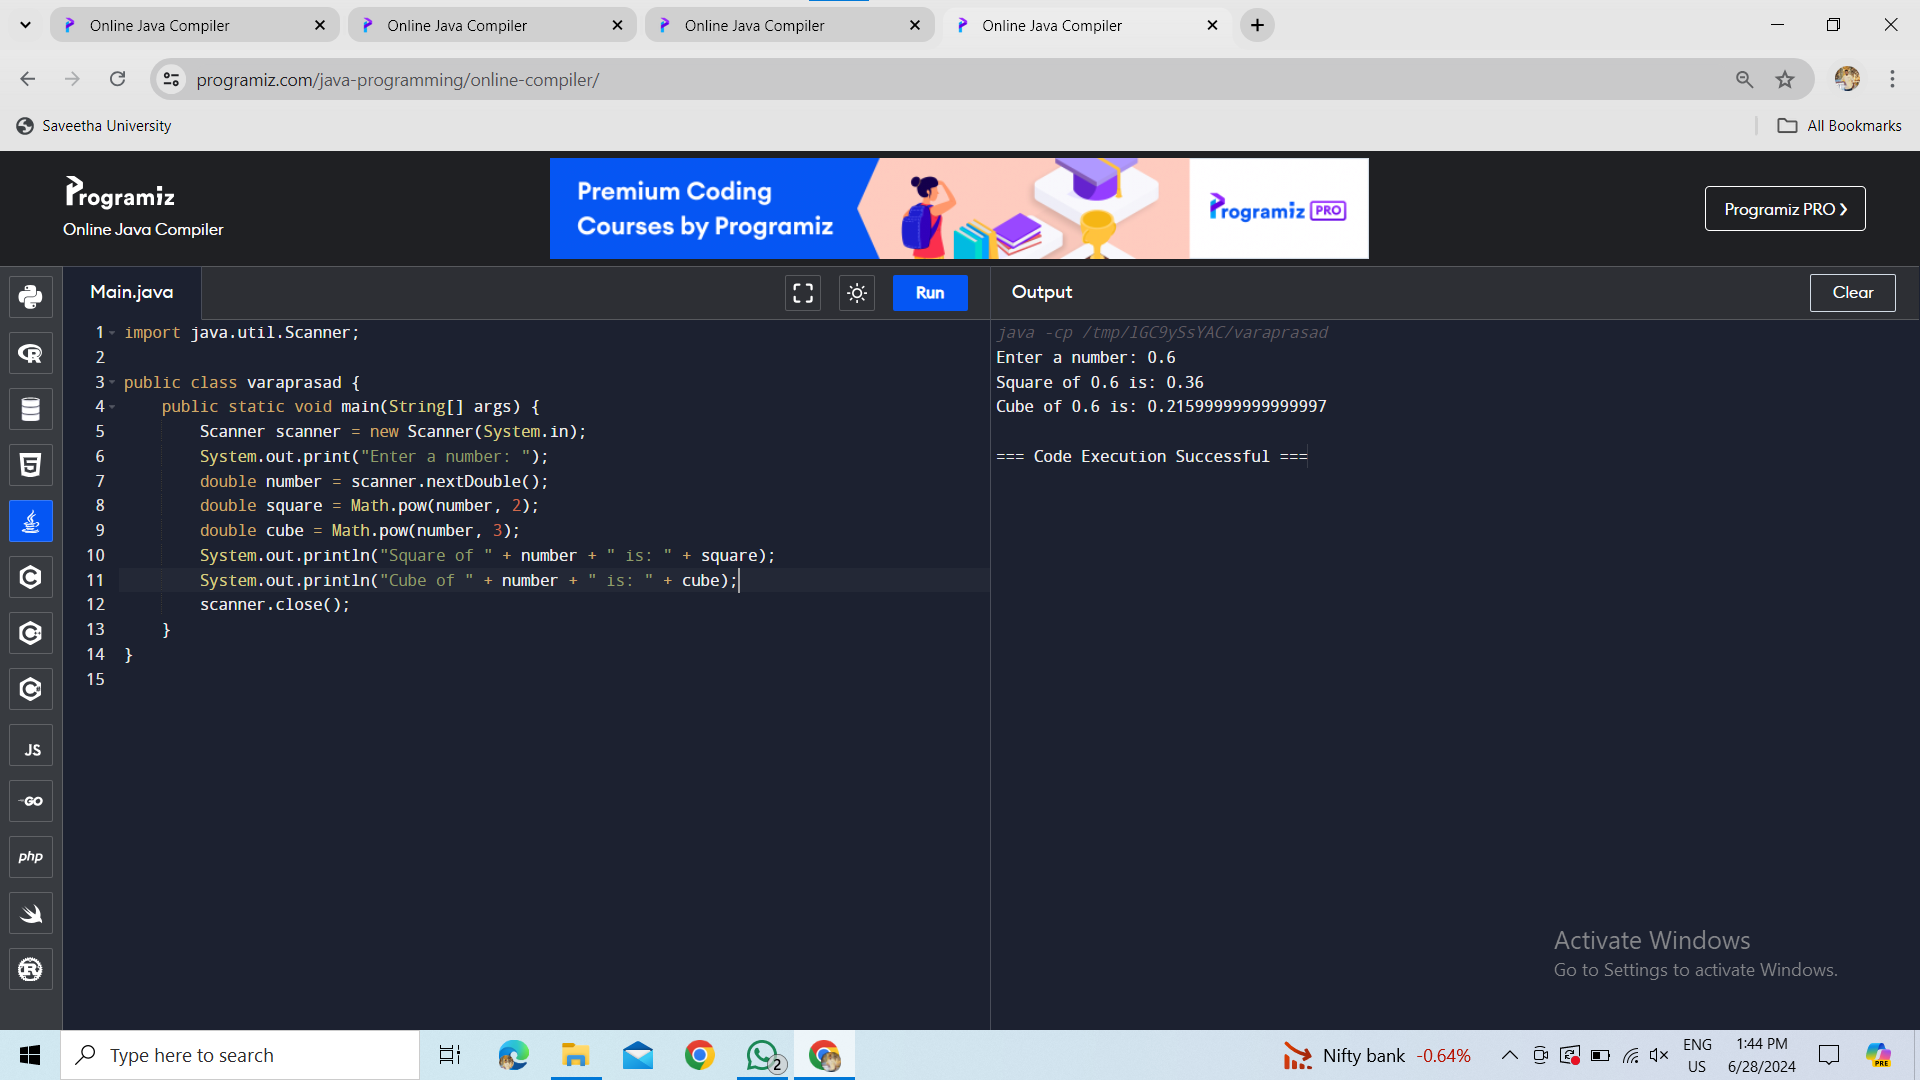 Online Java Compiler
Online Java Compiler
Online Java Compiler
Online Java Compiler
programiz.com/java-programming/online-compiler/
Saveetha University
All Bookmarks
Programiz
Online Java Compiler
Premium Coding
Courses by Programiz
Programiz PRO
Programiz PRO ›
Main.java
Run
Output
Clear
1 import java.util.Scanner;
2
3 public class varaprasad {
4     public static void main(String[] args) {
5         Scanner scanner = new Scanner(System.in);
6         System.out.print("Enter a number: ");
7         double number = scanner.nextDouble();
8         double square = Math.pow(number, 2);
9         double cube = Math.pow(number, 3);
10         System.out.println("Square of " + number + " is: " + square);
11         System.out.println("Cube of " + number + " is: " + cube);
12         scanner.close();
13     }
14 }
15
java -cp /tmp/lGC9ySsYAC/varaprasad
Enter a number: 0.6
Square of 0.6 is: 0.36
Cube of 0.6 is: 0.21599999999999997
=== Code Execution Successful ===
JS
GO
php
Activate Windows
Go to Settings to activate Windows.
Type here to search
2
Nifty bank -0.64%
ENG
US
1:44 PM
6/28/2024
PRE